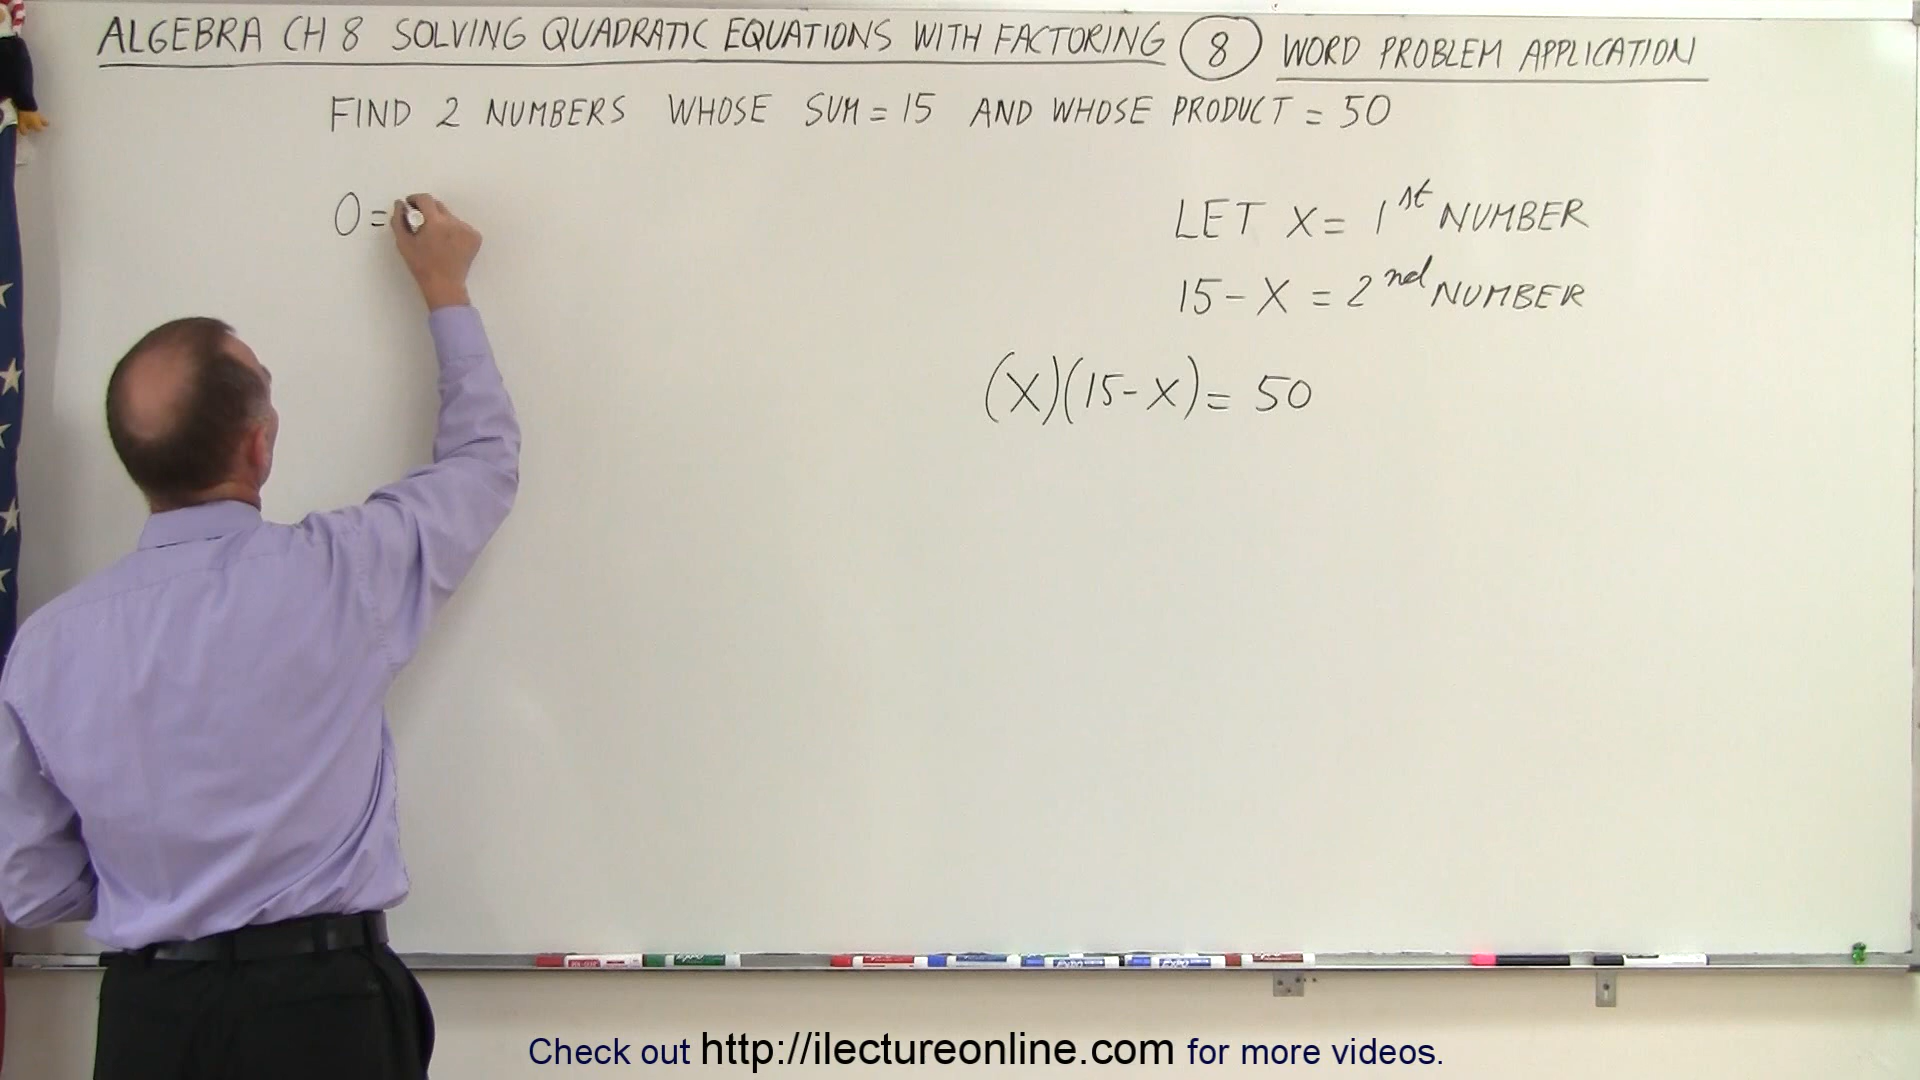 ALGEBRA CH 8 SOLVING QUADRATIC EQUATIONS WITH FACTORING 8 WORD PROBLEM APPLICATION
FIND 2 NUMBERS WHOSE SUM = 15 AND WHOSE PRODUCT = 50
0 =
LET X = 1st NUMBER
15 - X = 2nd NUMBER
(X)(15-X) = 50
EXPO
Check out http://ilectureonline.com for more videos.